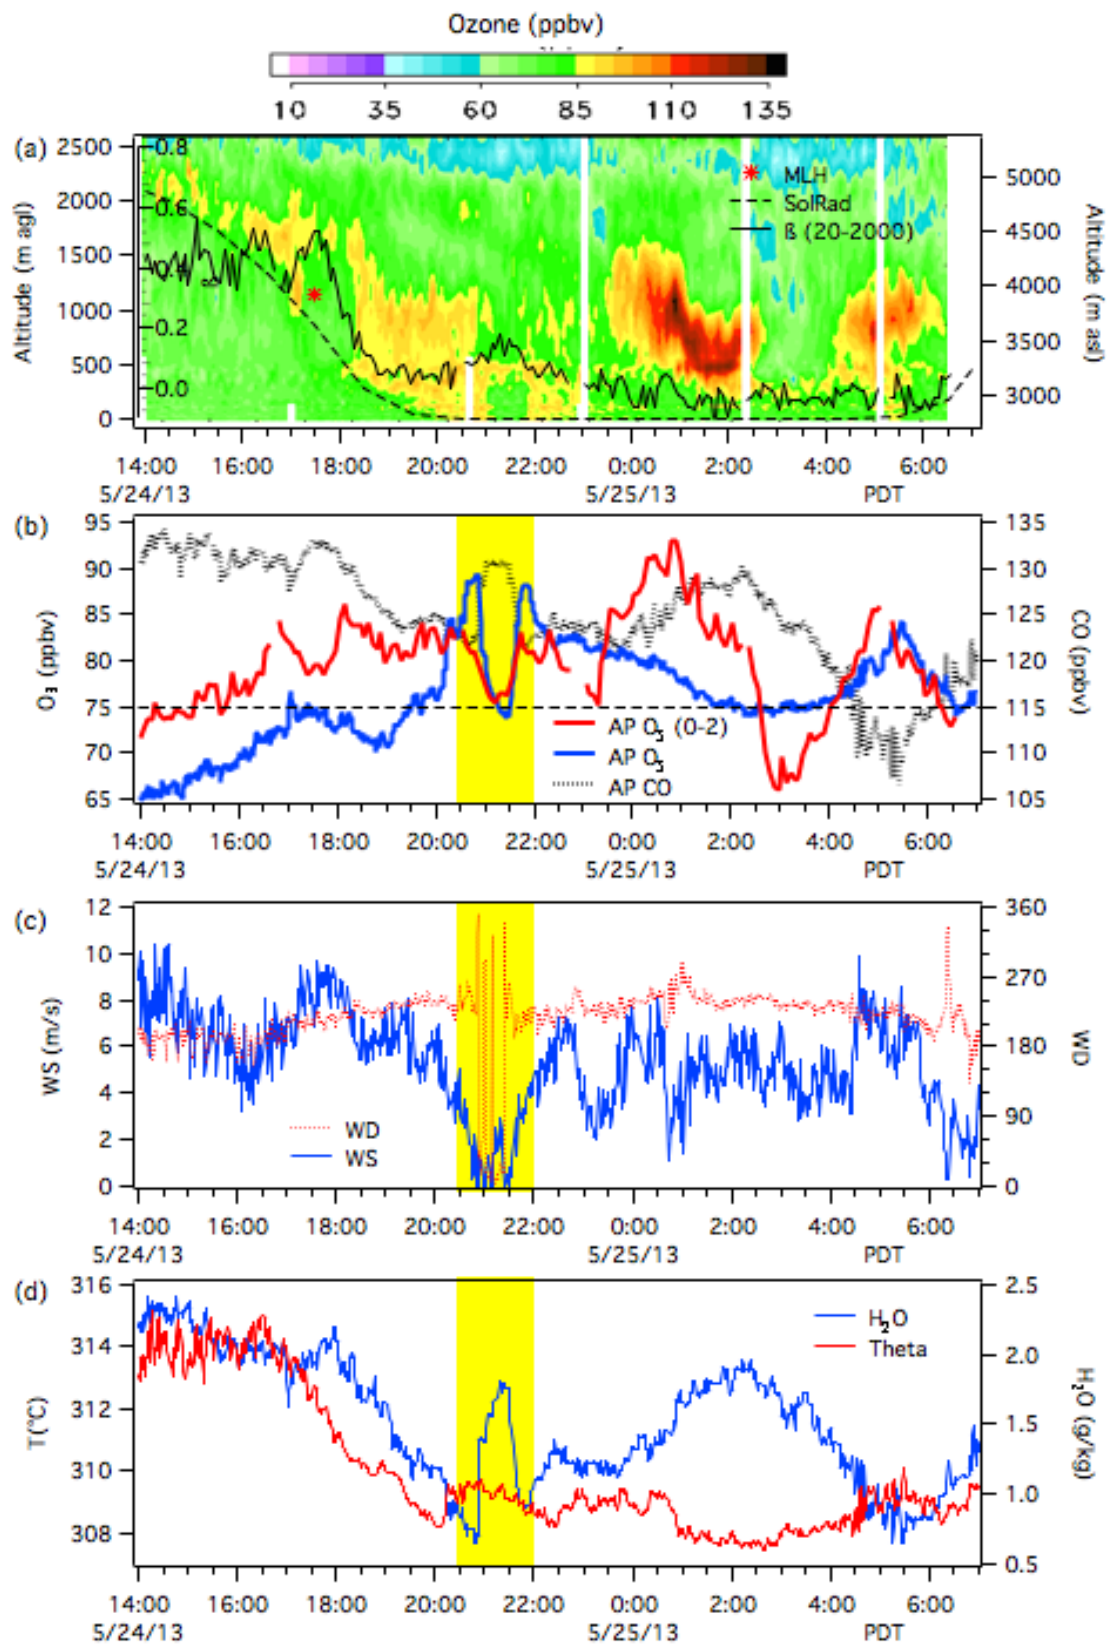 Ozone (ppbv)
10 35 60 85 110 135
(a)
2500 2000 1500 1000 500 0
Altitude (m agl)
0.8 0.6 0.4 0.2 0.0
MLH
SolRad
ß (20-2000)
5000 4500 4000 3500 3000
Altitude (m asl)
14:00 16:00 18:00 20:00 22:00 0:00 2:00 4:00 6:00
5/24/13 5/25/13 PDT
(b)
95 90 85 80 75 70 65
O₃ (ppbv)
AP O₃ (0-2)
AP O₃
AP CO
135 130 125 120 115 110 105
CO (ppbv)
14:00 16:00 18:00 20:00 22:00 0:00 2:00 4:00 6:00
5/24/13 5/25/13 PDT
(c)
12 10 8 6 4 2 0
WS (m/s)
WD
WS
360 270 180 90 0
WD
14:00 16:00 18:00 20:00 22:00 0:00 2:00 4:00 6:00
5/24/13 5/25/13 PDT
(d)
316 314 312 310 308
T(°C)
H₂O
Theta
2.5 2.0 1.5 1.0 0.5
H₂O (g/kg)
14:00 16:00 18:00 20:00 22:00 0:00 2:00 4:00 6:00
5/24/13 5/25/13 PDT